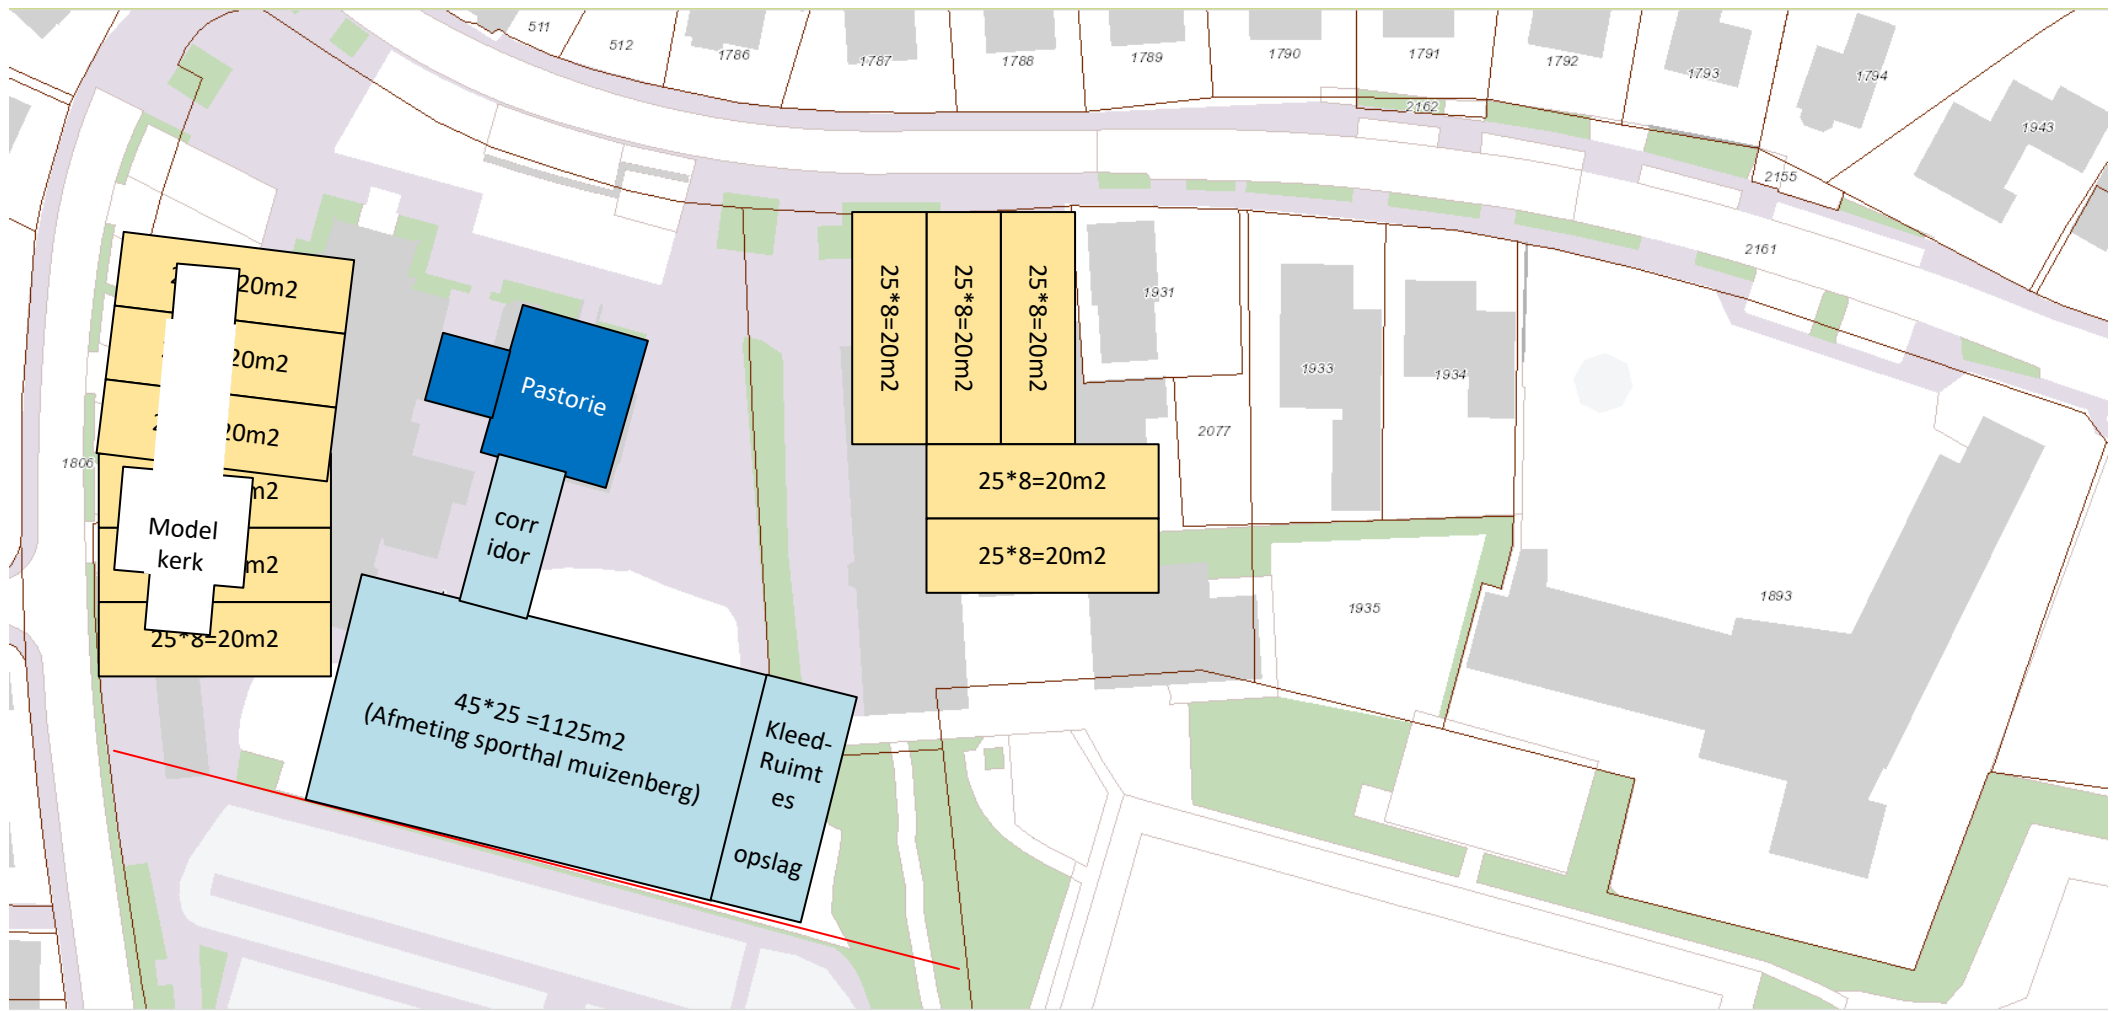 511
512
1786
1787
1788
1789
1790
1791
1792
1793
1794
1943
2162
2155
2161
20m2
20m2
20m2
m2
m2
25*8=20m2
Model
kerk
1806
Pastorie
corr
idor
45*25 =1125m2
(Afmeting sporthal muizenberg)
Kleed-
Ruimt
es
opslag
25*8=20m2
25*8=20m2
25*8=20m2
25*8=20m2
25*8=20m2
1931
1933
1934
2077
1935
1893